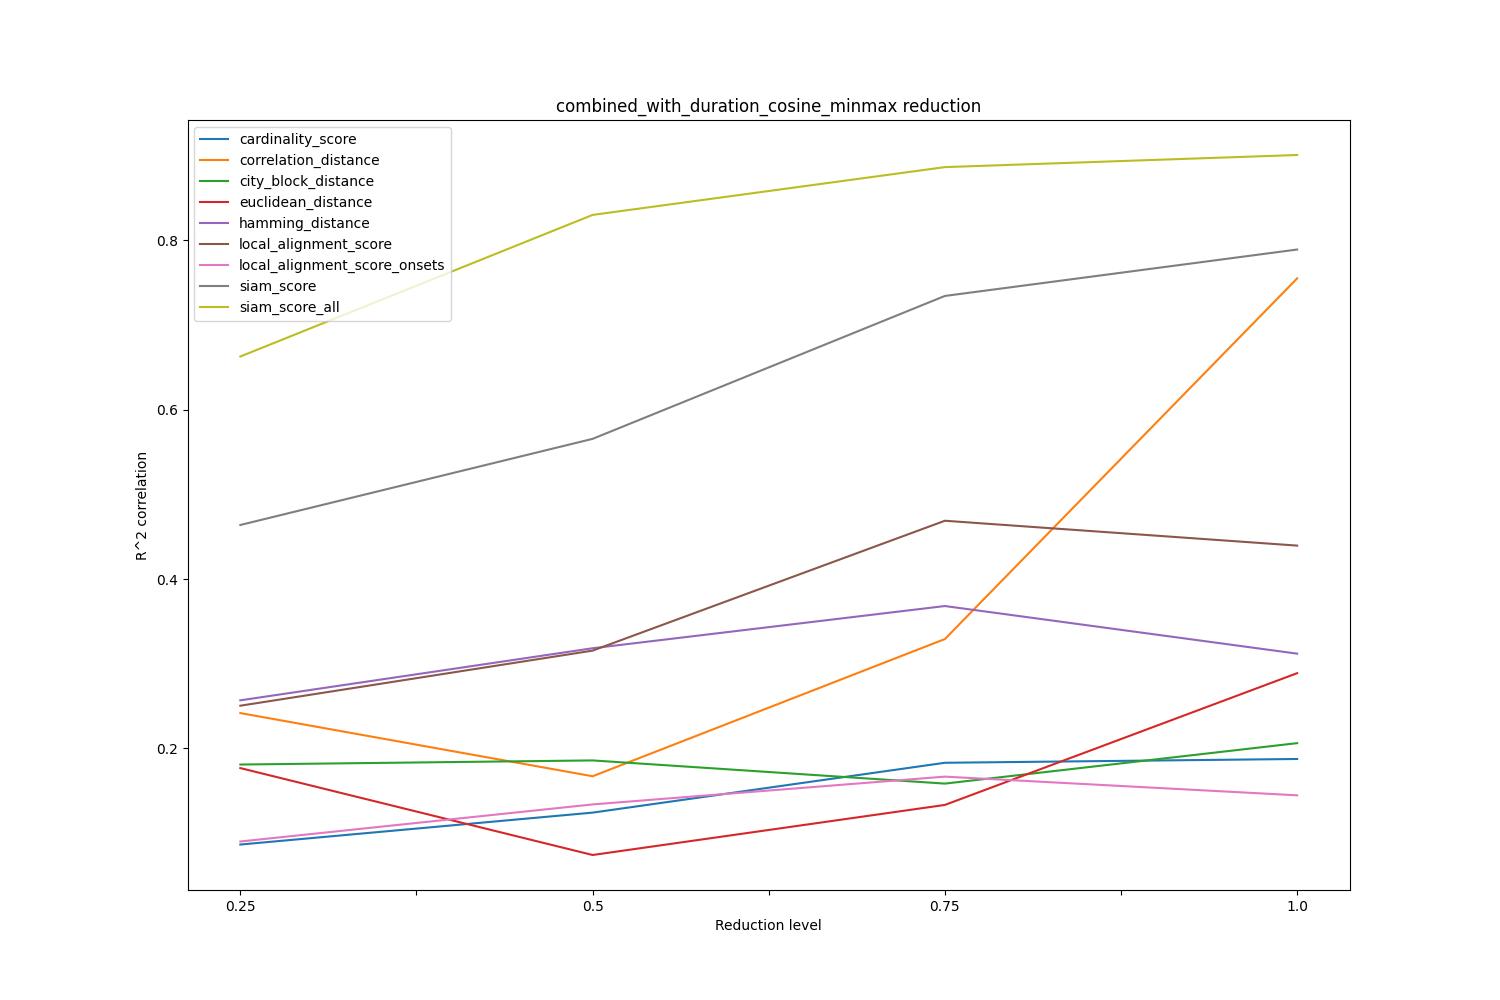 combined_with_duration_cosine_minmax reduction
cardinality_score
correlation_distance
city_block_distance
euclidean_distance
hamming_distance
local_alignment_score
local_alignment_score_onsets
siam_score
siam_score_all
0.8
0.6
0.4
0.2
R^2 correlation
0.25 0.5 0.75 1.0
Reduction level